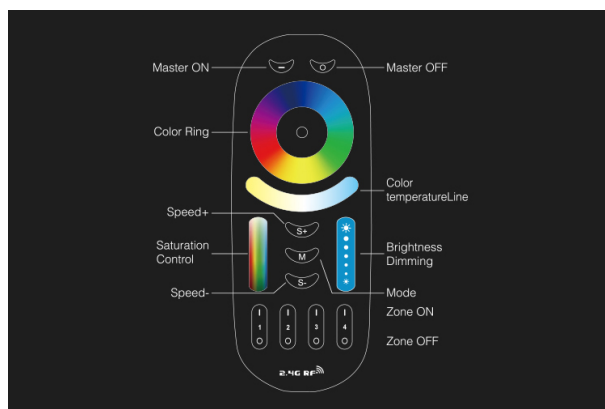 Master ON
Master OFF
Color Ring
Color
temperatureLine
Speed+
S+
Saturation
Control
M
Brightness
Dimming
S-
Speed-
Mode
I I I I
Zone ON
1 2 3 4
O O O O
Zone OFF
2.4G RF